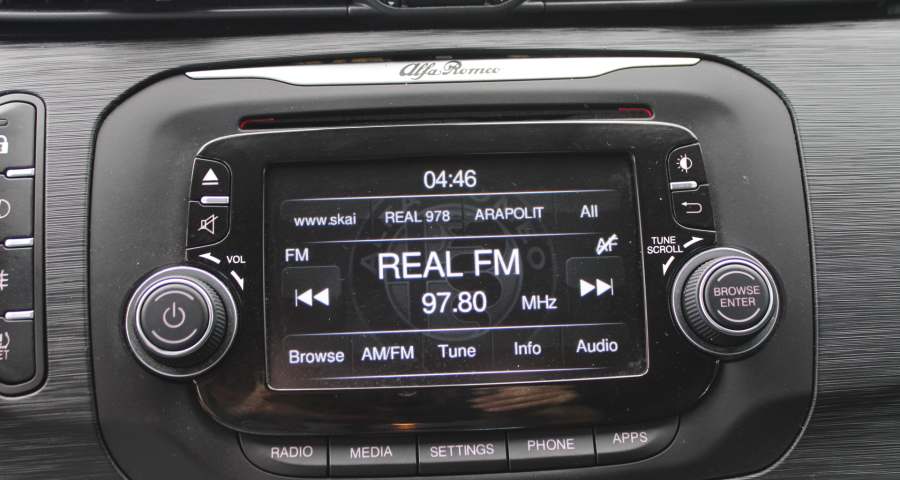 Alfa Romeo
04:46
www.skai REAL 978 ARAPOLIT All
FM AF
VOL
TUNE
SCROLL
REAL FM
97.80 MHz
BROWSE
ENTER
Browse AM/FM Tune Info Audio
RADIO MEDIA SETTINGS PHONE APPS